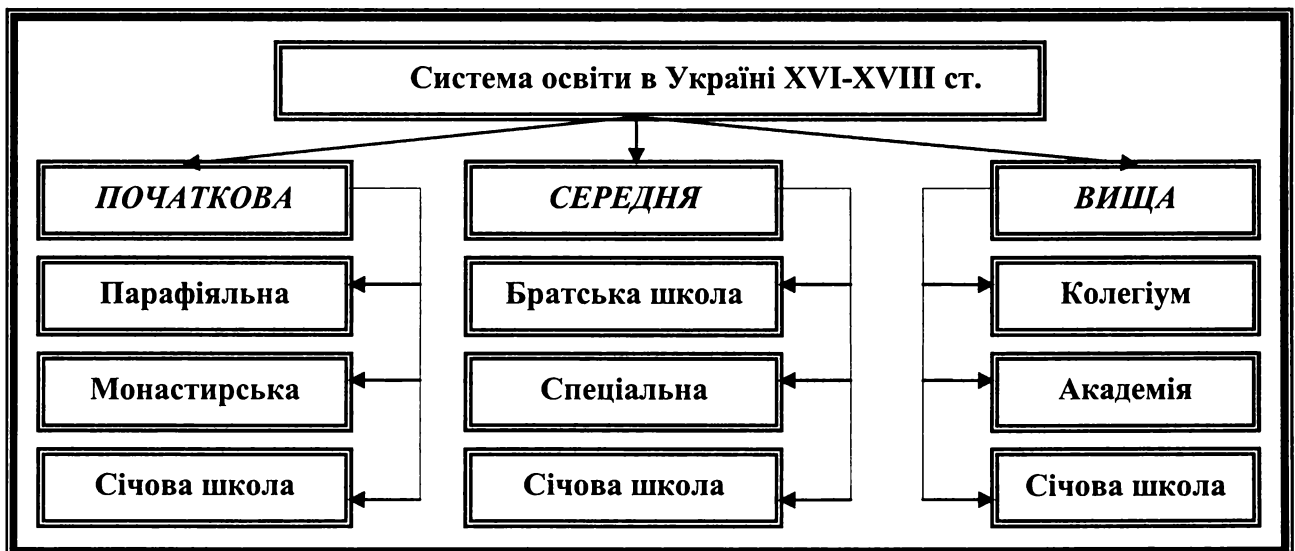 Система освіти в Україні XVI-XVIII ст.
ПОЧАТКОВА
Парафіяльна
Монастирська
Січова школа
СЕРЕДНЯ
Братська школа
Спеціальна
Січова школа
ВИЩА
Колегіум
Академія
Січова школа